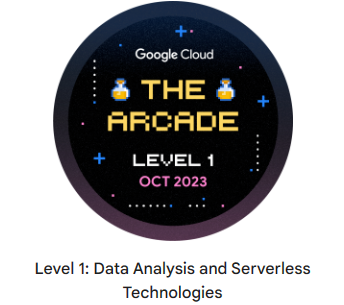 Google Cloud
THE
ARCADE
LEVEL 1
OCT 2023
Level 1: Data Analysis and Serverless
Technologies